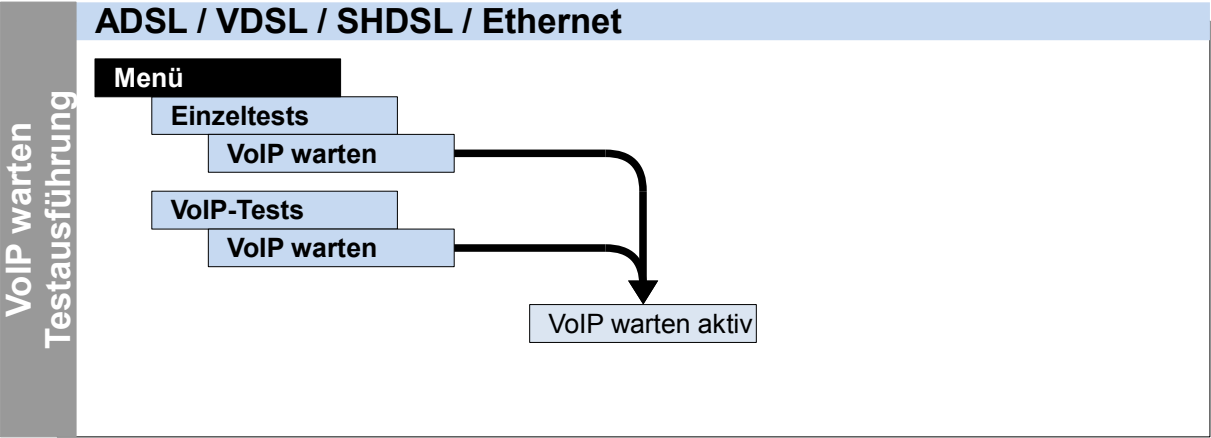 ADSL / VDSL / SHDSL / Ethernet
VoIP warten
Testausführung
Menü
Einzeltests
VoIP warten
VoIP-Tests
VoIP warten
VoIP warten aktiv